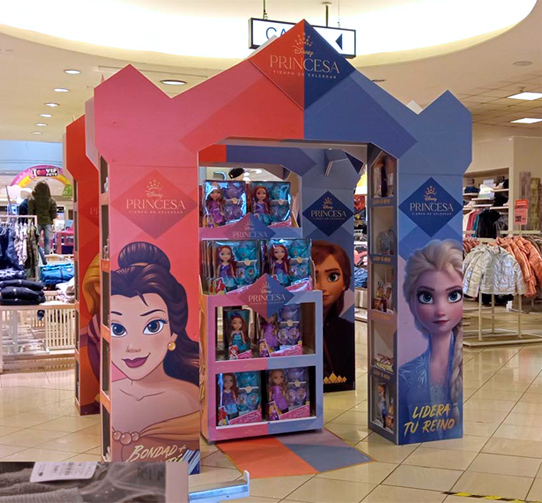 Disney
PRINCESA
TIEMPO DE CELEBRAR
Disney
PRINCESA
TIEMPO DE CELEBRAR
Disney
PRINCESA
Disney
PRINCESA
TIEMPO DE CELEBRAR
PRINCESA
BONDAD +
LIDERA
TU REINO